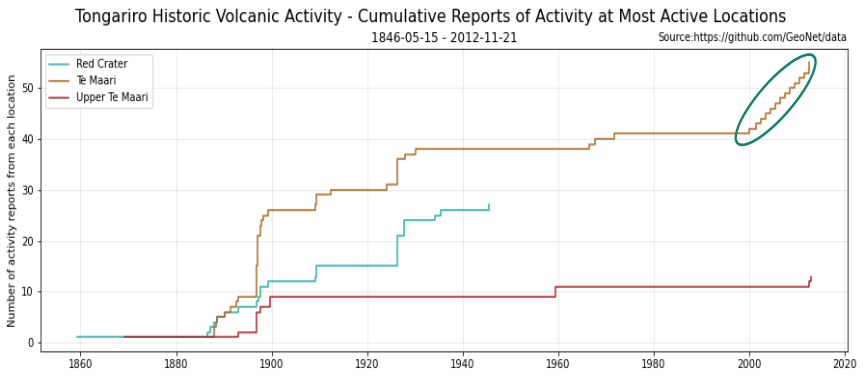 Tongariro Historic Volcanic Activity - Cumulative Reports of Activity at Most Active Locations
1846-05-15 - 2012-11-21
Source:https://github.com/GeoNet/data
Red Crater
Te Maari
Upper Te Maari
Number of activity reports from each location
50
40
30
20
10
0
1860 1880 1900 1920 1940 1960 1980 2000 2020